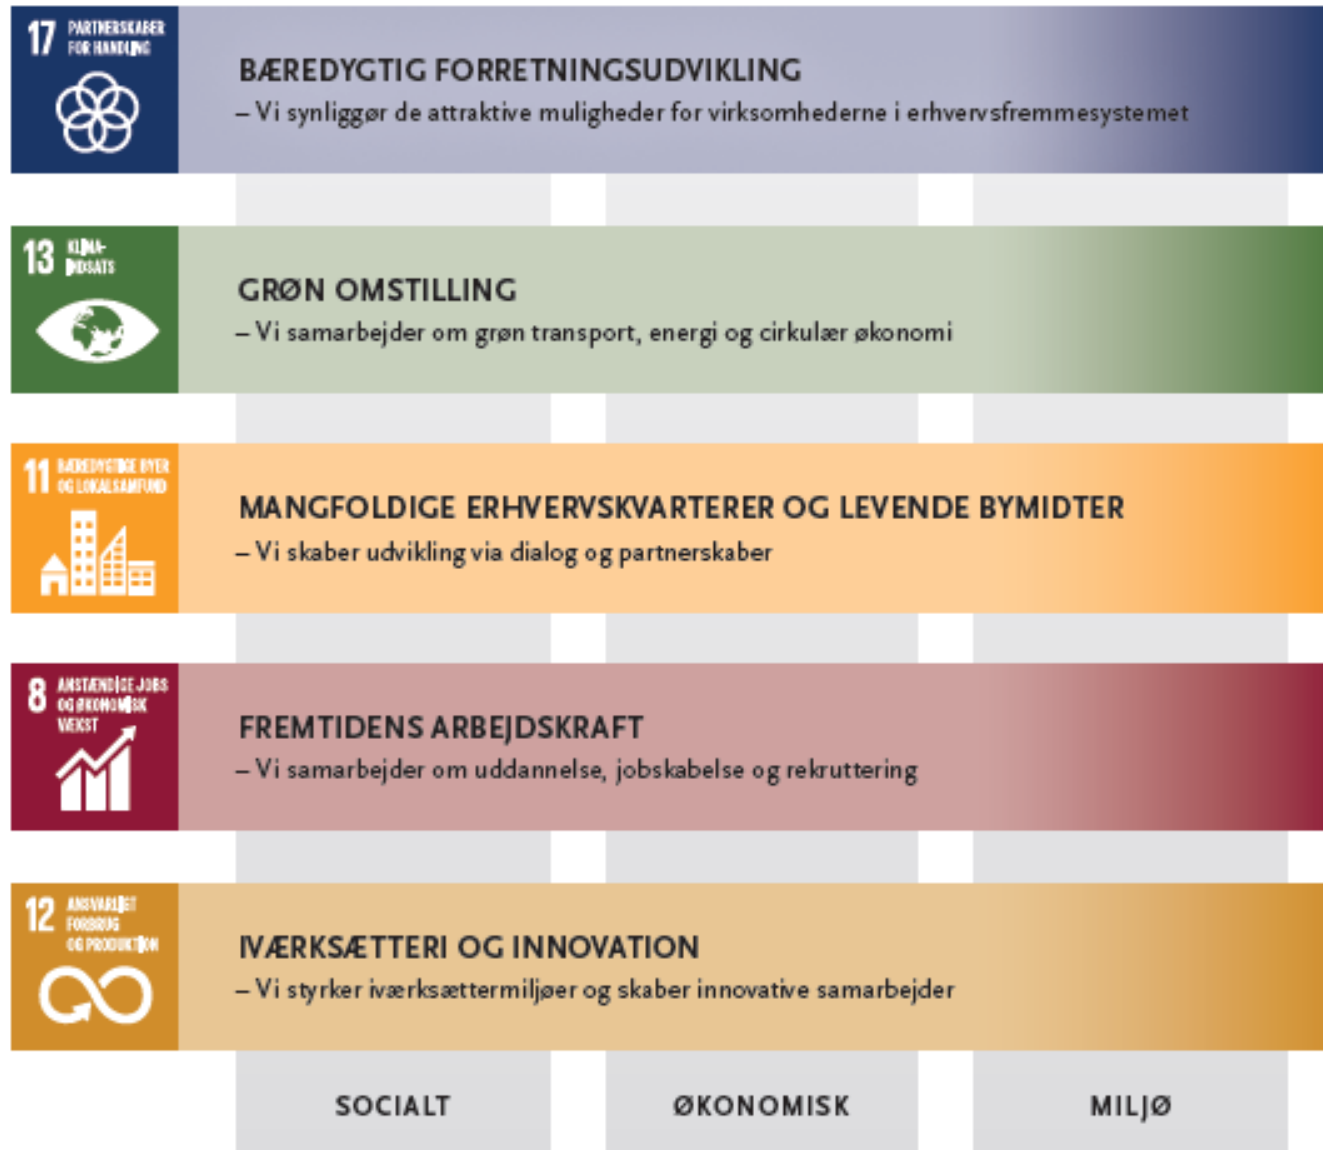 17 PARTNERSKABER
FOR HANDLING
BÆREDYGTIG FORRETNINGSUDVIKLING
– Vi synliggør de attraktive muligheder for virksomhederne i erhvervsfremmesystemet
13 KLIMA-
INDSATS
GRØN OMSTILLING
– Vi samarbejder om grøn transport, energi og cirkulær økonomi
11 BÆREDYGTIGE BYER
OG LOKALSAMFUND
MANGFOLDIGE ERHVERVSKVARTERER OG LEVENDE BYMIDTER
– Vi skaber udvikling via dialog og partnerskaber
8 ANSTÆNDIGE JOBS
OG ØKONOMISK
VÆKST
FREMTIDENS ARBEJDSKRAFT
– Vi samarbejder om uddannelse, jobskabelse og rekruttering
12 ANSVARLIGT
FORBRUG
OG PRODUKTION
IVÆRKSÆTTERI OG INNOVATION
– Vi styrker iværksættermiljøer og skaber innovative samarbejder
SOCIALT ØKONOMISK MILJØ